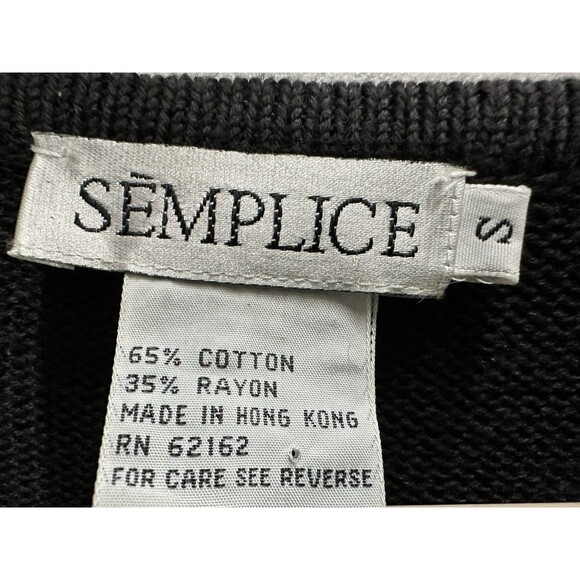 SĒMPLICE
S
65% COTTON
35% RAYON
MADE IN HONG KONG
RN 62162
FOR CARE SEE REVERSE